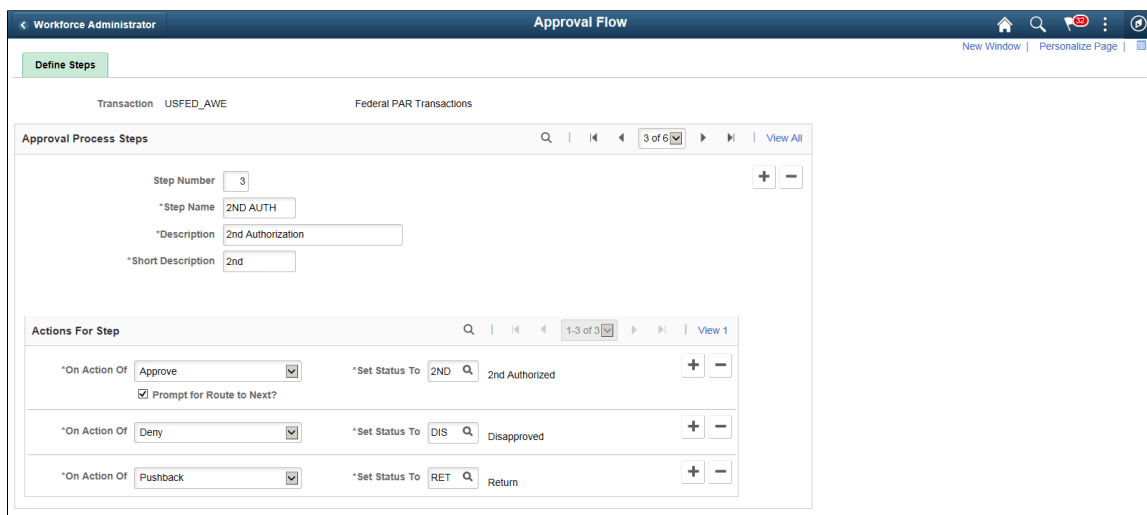 Workforce Administrator Approval Flow 32
New Window | Personalize Page |
Define Steps
Transaction USFED_AWE Federal PAR Transactions
Approval Process Steps | 3 of 6 | View All
Step Number 3
*Step Name 2ND AUTH
*Description 2nd Authorization
*Short Description 2nd
Actions For Step | 1-3 of 3 | View 1
*On Action Of Approve *Set Status To 2ND 2nd Authorized
Prompt for Route to Next?
*On Action Of Deny *Set Status To DIS Disapproved
*On Action Of Pushback *Set Status To RET Return